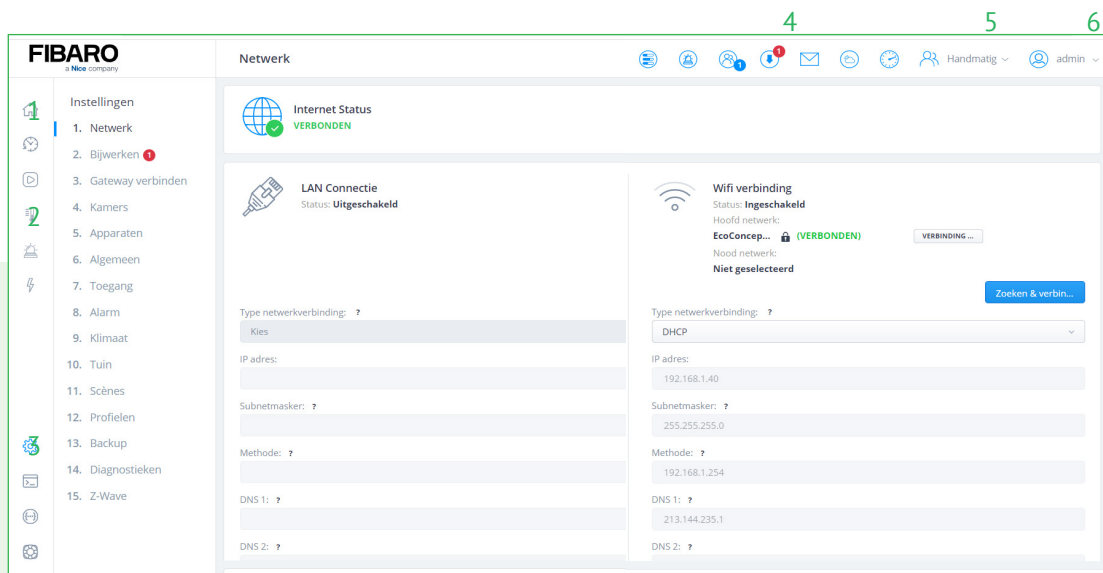 4 5 6
FIBARO
a Nice company
Netwerk
1
1
Handmatig
admin
1
2
3
Instellingen
1. Netwerk
2. Bijwerken 1
3. Gateway verbinden
4. Kamers
5. Apparaten
6. Algemeen
7. Toegang
8. Alarm
9. Klimaat
10. Tuin
11. Scènes
12. Profielen
13. Backup
14. Diagnostieken
15. Z-Wave
Internet Status
VERBONDEN
LAN Connectie
Status: Uitgeschakeld
Type netwerkverbinding: ?
Kies
IP adres:
Subnetmasker: ?
Methode: ?
DNS 1: ?
DNS 2: ?
Wifi verbinding
Status: Ingeschakeld
Hoofd netwerk:
EcoConcep... (VERBONDEN)
VERBINDING ...
Nood netwerk:
Niet geselecteerd
Zoeken & verbin...
Type netwerkverbinding: ?
DHCP
IP adres:
192.168.1.40
Subnetmasker: ?
255.255.255.0
Methode: ?
192.168.1.254
DNS 1: ?
213.144.235.1
DNS 2: ?